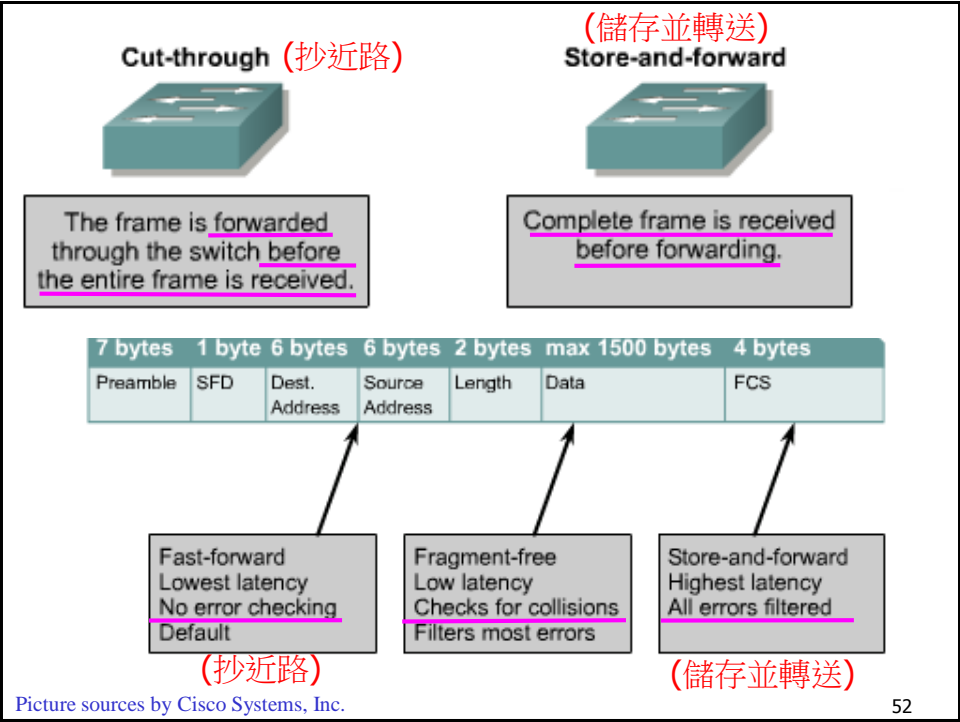 Cut-through (抄近路)
(儲存並轉送)
Store-and-forward
The frame is forwarded
through the switch before
the entire frame is received.
Complete frame is received
before forwarding.
7 bytes 1 byte 6 bytes 6 bytes 2 bytes max 1500 bytes 4 bytes
Preamble SFD Dest. Source Length Data FCS
Address Address
Fast-forward
Lowest latency
No error checking
Default
(抄近路)
Fragment-free
Low latency
Checks for collisions
Filters most errors
Store-and-forward
Highest latency
All errors filtered
(儲存並轉送)
Picture sources by Cisco Systems, Inc.
52